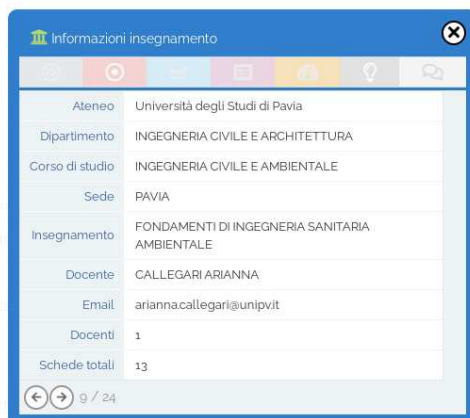 Informazioni insegnamento
Ateneo Università degli Studi di Pavia
Dipartimento INGEGNERIA CIVILE E ARCHITETTURA
Corso di studio INGEGNERIA CIVILE E AMBIENTALE
Sede PAVIA
Insegnamento FONDAMENTI DI INGEGNERIA SANITARIA
AMBIENTALE
Docente CALLEGARI ARIANNA
Email arianna.callegari@unipv.it
Docenti 1
Schede totali 13
9 / 24